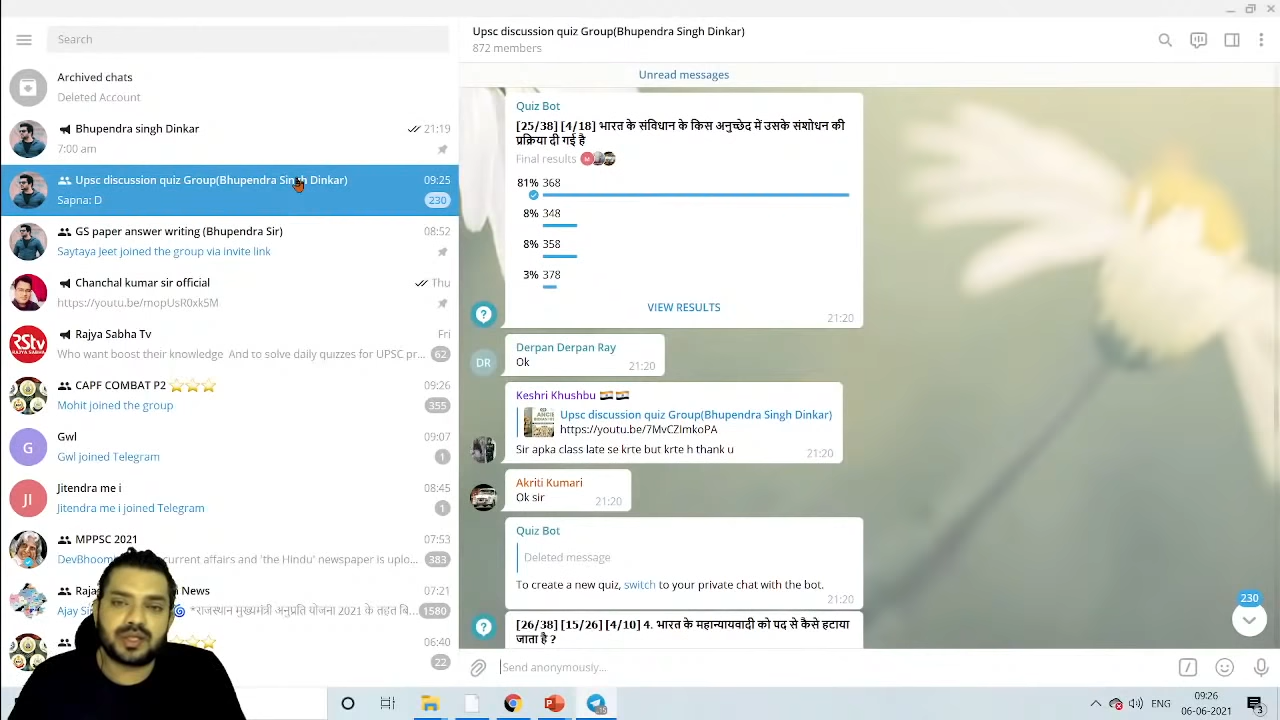 Search
Archived chats
Deleted Account
Bhupendra singh Dinkar
21:19
7:00 am
Upsc discussion quiz Group(Bhupendra Singh Dinkar)
09:25
Sapna: D
230
GS paper answer writing (Bhupendra Sir)
08:52
Saytaya Jeet joined the group via invite link
Chanchal kumar sir official
Thu
https://youtu.be/mopUsR0xk5M
Rajya Sabha Tv
Fri
Who want boost their knowledge And to solve daily quizzes for UPSC pr...
62
CAPF COMBAT P2 ⭐⭐⭐
09:26
Mohit joined the group
355
G
Gwl
09:07
Gwl joined Telegram
1
JI
Jitendra me i
08:45
Jitendra me i joined Telegram
1
MPPSC 2021
07:53
DevBhoom
current affairs and 'the Hindu' newspaper is uplo...
383
Raja
News
07:21
Ajay Si
*राजस्थान मुख्यमंत्री अनुप्रति योजना 2021 के तहत बि...
1580
06:40
22
Upsc discussion quiz Group(Bhupendra Singh Dinkar)
872 members
Unread messages
Quiz Bot
[25/38] [4/18] भारत के संविधान के किस अनुच्छेद में उसके संशोधन की
प्रक्रिया दी गई है
Final results
81% 368
8% 348
8% 358
3% 378
VIEW RESULTS
21:20
DR
Derpan Derpan Ray
Ok
21:20
Keshri Khushbu 🇮🇳🇮🇳
Upsc discussion quiz Group(Bhupendra Singh Dinkar)
https://youtu.be/7MvCZImkoPA
Sir apka class late se krte but krte h thank u
21:20
Akriti Kumari
Ok sir
21:20
Quiz Bot
Deleted message
To create a new quiz, switch to your private chat with the bot.
21:20
[26/38] [15/26] [4/10] 4. भारत के महान्यायवादी को पद से कैसे हटाया
जाता है ?
230
Send anonymously...
ENG
09:26
06-06-2021
3